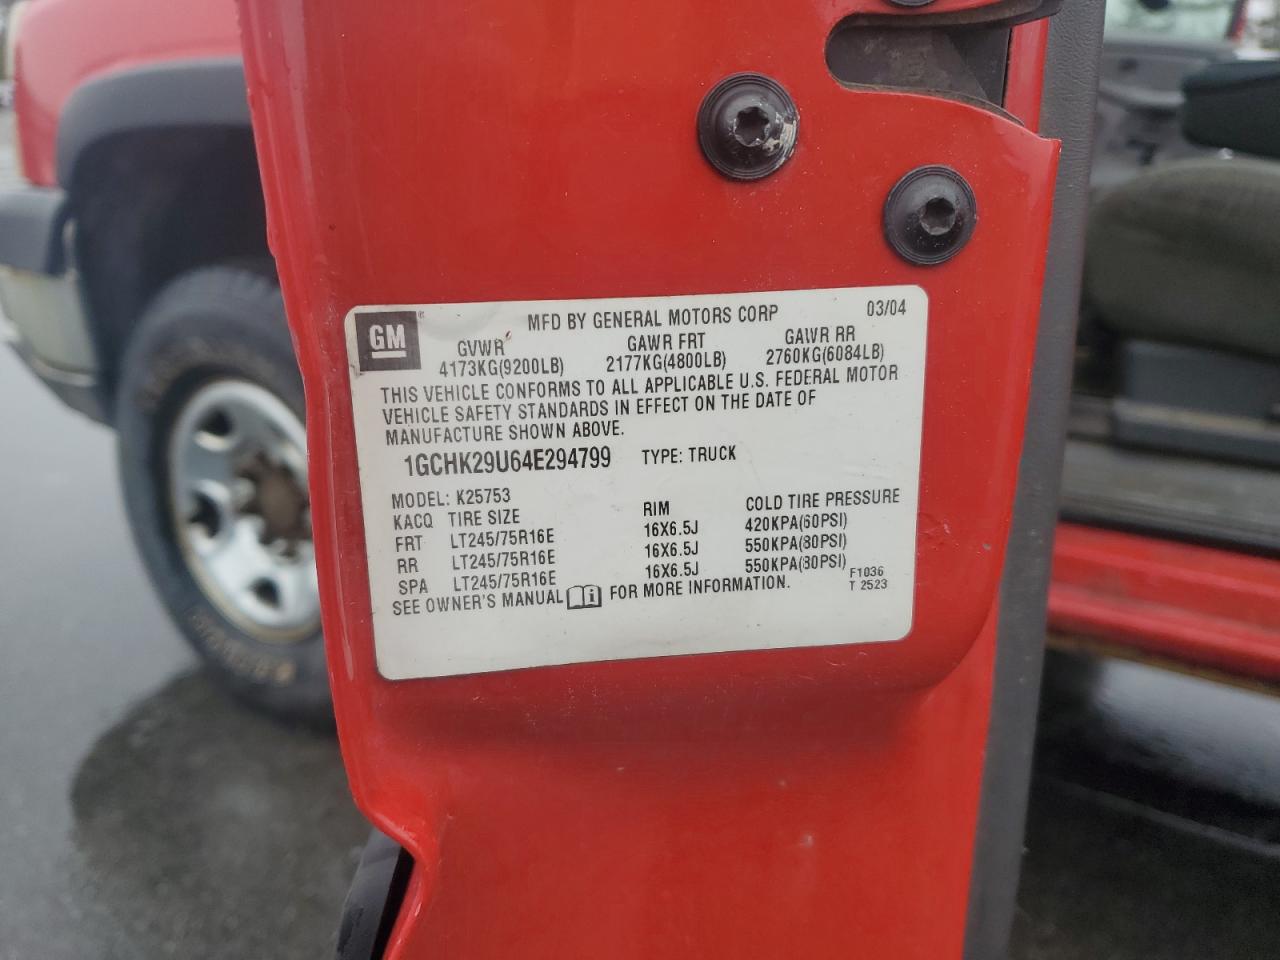 GM
MFD BY GENERAL MOTORS CORP 03/04
GVWR GAWR FRT GAWR RR
4173KG(9200LB) 2177KG(4800LB) 2760KG(6084LB)
THIS VEHICLE CONFORMS TO ALL APPLICABLE U.S. FEDERAL MOTOR
VEHICLE SAFETY STANDARDS IN EFFECT ON THE DATE OF
MANUFACTURE SHOWN ABOVE.
1GCHK29U64E294799 TYPE: TRUCK
MODEL: K25753
KACQ TIRE SIZE RIM COLD TIRE PRESSURE
FRT LT245/75R16E 16X6.5J 420KPA(60PSI)
RR LT245/75R16E 16X6.5J 550KPA(80PSI)
SPA LT245/75R16E 16X6.5J 550KPA(80PSI)
SEE OWNER'S MANUAL FOR MORE INFORMATION.
F1036
T 2523